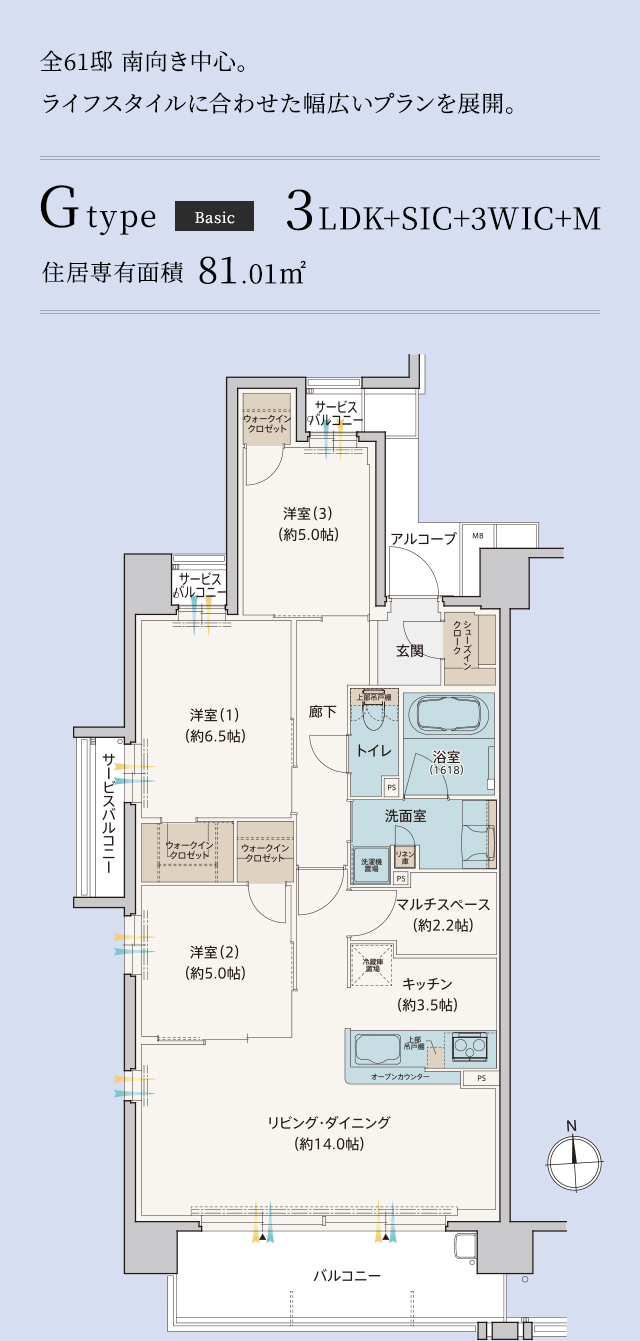 全61邸 南向き中心。
ライフスタイルに合わせた幅広いプランを展開。
G type Basic 3LDK+SIC+3WIC+M
住居専有面積 81.01㎡
ウォークイン
クロゼット
サービス
バルコニー
洋室(3)
(約5.0帖)
アルコーブ
MB
サービス
バルコニー
玄関
シューズイン
クローク
洋室(1)
(約6.5帖)
廊下
上部吊戸棚
トイレ
PS
浴室
(1618)
サービスバルコニー
洗面室
ウォークイン
クロゼット
ウォークイン
クロゼット
洗濯機
置場
リネン
庫
PS
マルチスペース
(約2.2帖)
洋室(2)
(約5.0帖)
冷蔵庫
置場
キッチン
(約3.5帖)
上部
吊戸棚
オープンカウンター
PS
リビング・ダイニング
(約14.0帖)
N
バルコニー